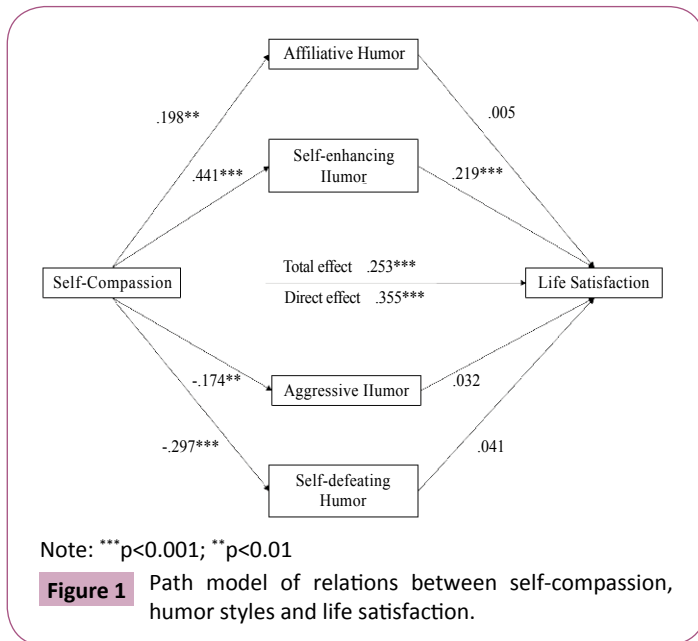 Affiliative Humor
.198**
.005
Self-enhancing
IIumor
.441***
.219***
Total effect .253***
Self-Compassion
Life Satisfaction
Direct effect .355***
-.174**
Aggressive IIumor
.032
-.297***
.041
Self-defeating
Humor
Note: ***p<0.001; **p<0.01
Figure 1 Path model of relations between self-compassion,
humor styles and life satisfaction.